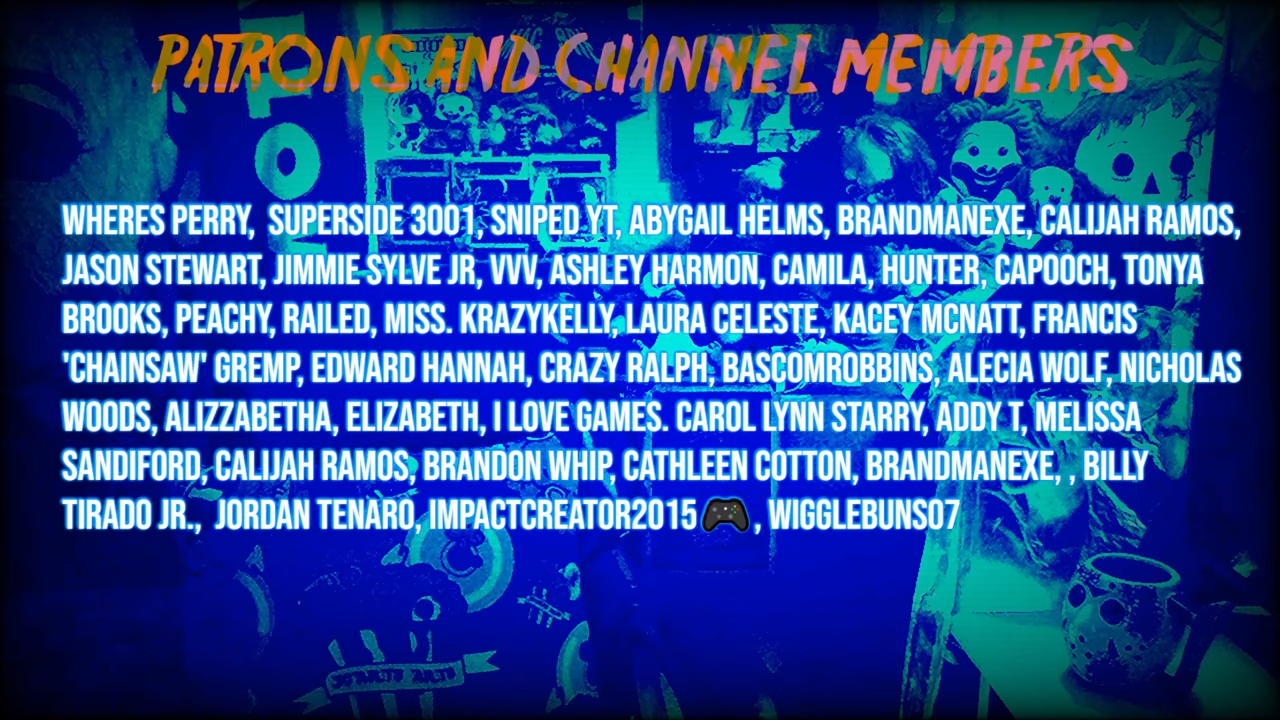 PATRONS AND CHANNEL MEMBERS
WHERES PERRY,  SUPERSIDE 3001, SNIPED YT, ABYGAIL HELMS, BRANDMANEXE, CALIJAH RAMOS,
JASON STEWART, JIMMIE SYLVE JR, VVV, ASHLEY HARMON, CAMILA, HUNTER, CAPOOCH, TONYA
BROOKS, PEACHY, RAILED, MISS. KRAZYKELLY, LAURA CELESTE, KACEY MCNATT, FRANCIS
'CHAINSAW' GREMP, EDWARD HANNAH, CRAZY RALPH, BASCOMROBBINS, ALECIA WOLF, NICHOLAS
WOODS, ALIZZABETHA, ELIZABETH, I LOVE GAMES. CAROL LYNN STARRY, ADDY T, MELISSA
SANDIFORD, CALIJAH RAMOS, BRANDON WHIP, CATHLEEN COTTON, BRANDMANEXE, , BILLY
TIRADO JR.,  JORDAN TENARO, IMPACTCREATOR2015🎮, WIGGLEBUNS07